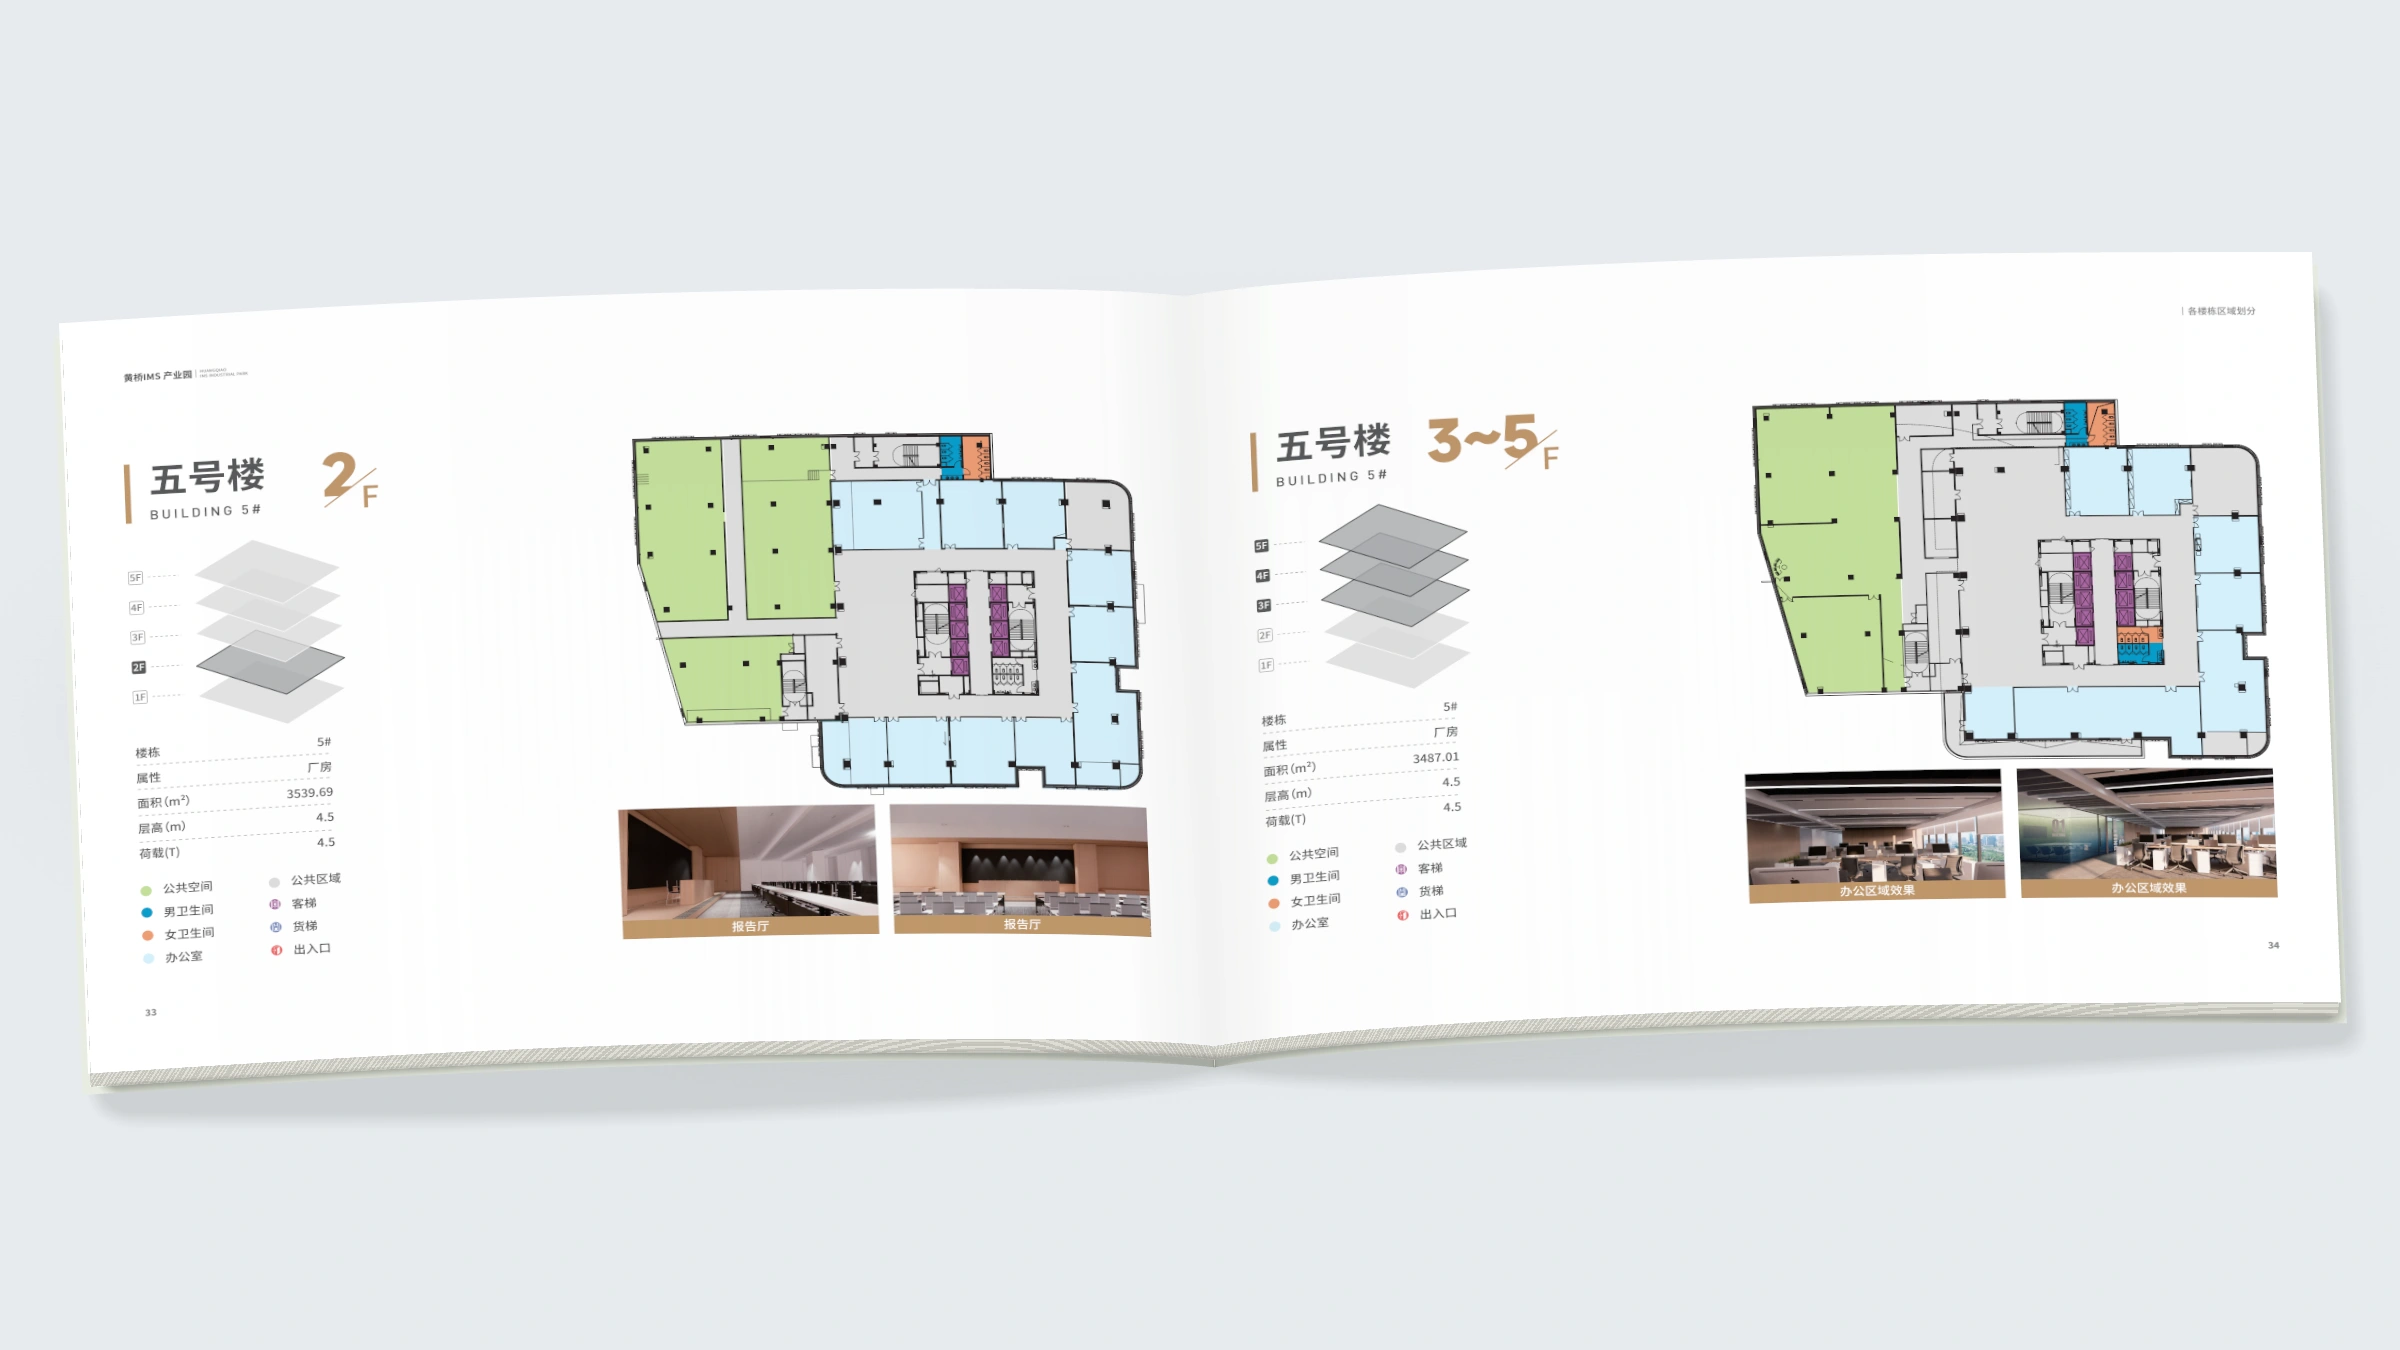 黄桥IMS 产业园
HUANGQIAO
IMS INDUSTRIAL PARK
五号楼
BUILDING 5#
2/F
5F
4F
3F
2F
1F
楼栋 5#
属性 厂房
面积(m²) 3539.69
层高(m) 4.5
荷载(T) 4.5
公共空间 公共区域
男卫生间 客梯
女卫生间 货梯
办公室 出入口
报告厅
报告厅
33
各楼栋区域划分
五号楼
BUILDING 5#
3~5/F
5F
4F
3F
2F
1F
楼栋 5#
属性 厂房
面积(m²) 3487.01
层高(m) 4.5
荷载(T) 4.5
公共空间 公共区域
男卫生间 客梯
女卫生间 货梯
办公室 出入口
01
办公区域效果
办公区域效果
34